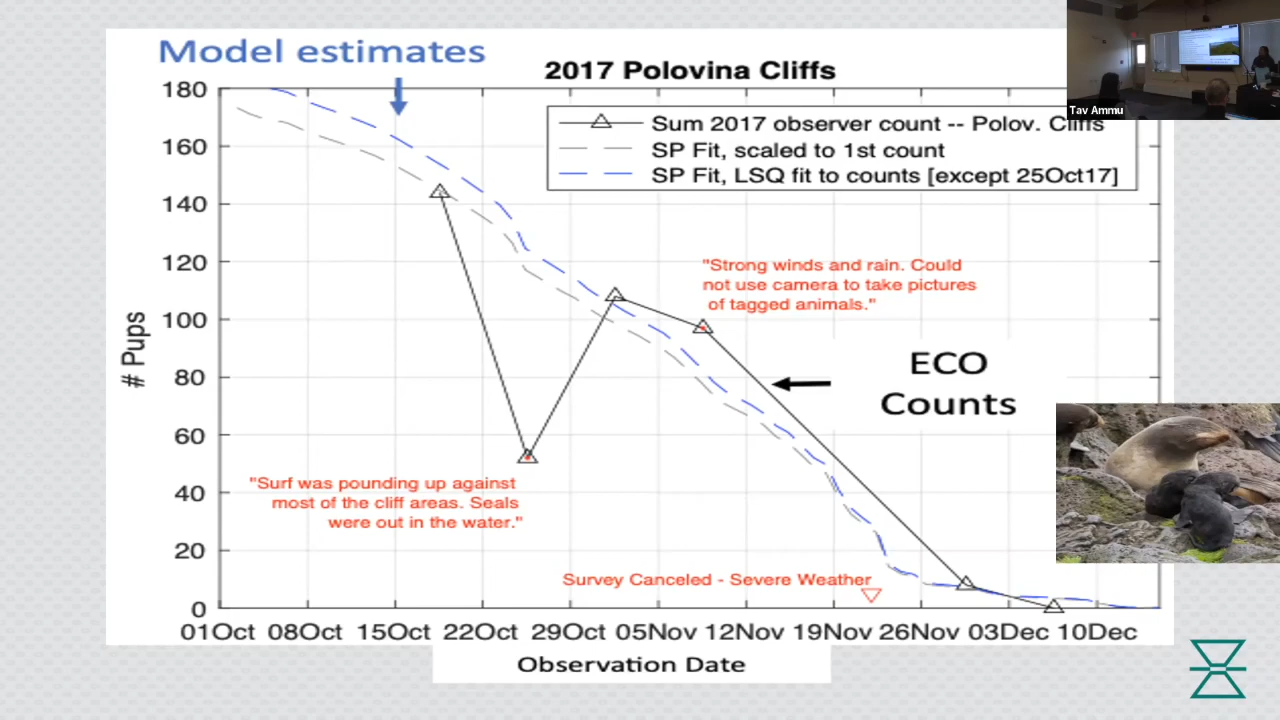 Model estimates
2017 Polovina Cliffs
Tav Ammu
Sum 2017 observer count -- Polov. Cliffs
SP Fit, scaled to 1st count
SP Fit, LSQ fit to counts [except 25Oct17]
180
160
140
120
100
80
60
40
20
0
# Pups
"Strong winds and rain. Could
not use camera to take pictures
of tagged animals."
ECO
Counts
"Surf was pounding up against
most of the cliff areas. Seals
were out in the water."
Survey Canceled - Severe Weather
01Oct 08Oct 15Oct 22Oct 29Oct 05Nov 12Nov 19Nov 26Nov 03Dec 10Dec
Observation Date